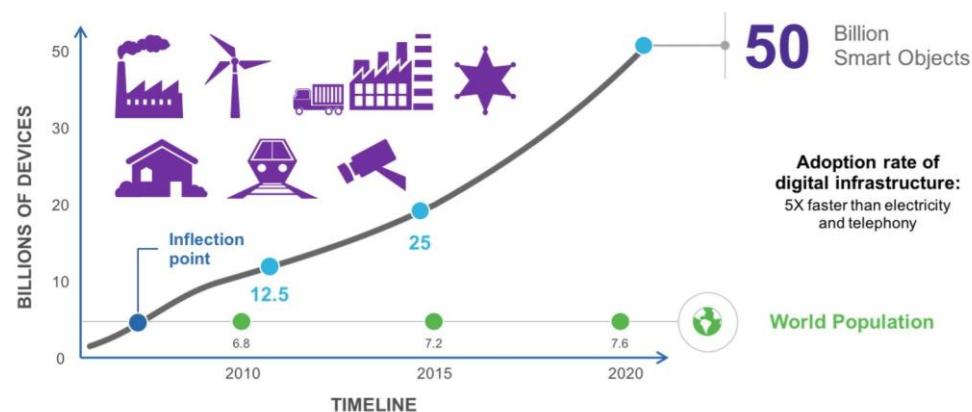 50
Billion
Smart Objects
50
30
20
10
0
BILLIONS OF DEVICES
Inflection
point
12.5
25
Adoption rate of
digital infrastructure:
5X faster than electricity
and telephony
World Population
6.8
7.2
7.6
2010
2015
2020
TIMELINE